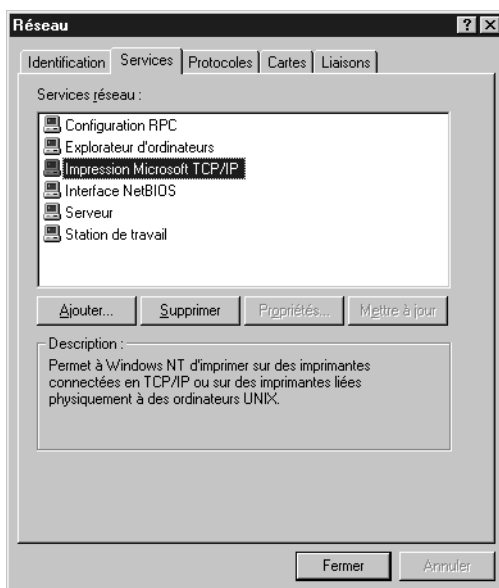 Réseau
Identification Services Protocoles Cartes Liaisons
Services réseau :
Configuration RPC
Explorateur d'ordinateurs
Impression Microsoft TCP/IP
Interface NetBIOS
Serveur
Station de travail
Ajouter... Supprimer Propriétés... Mettre à jour
Description :
Permet à Windows NT d'imprimer sur des imprimantes
connectées en TCP/IP ou sur des imprimantes liées
physiquement à des ordinateurs UNIX.
Fermer Annuler